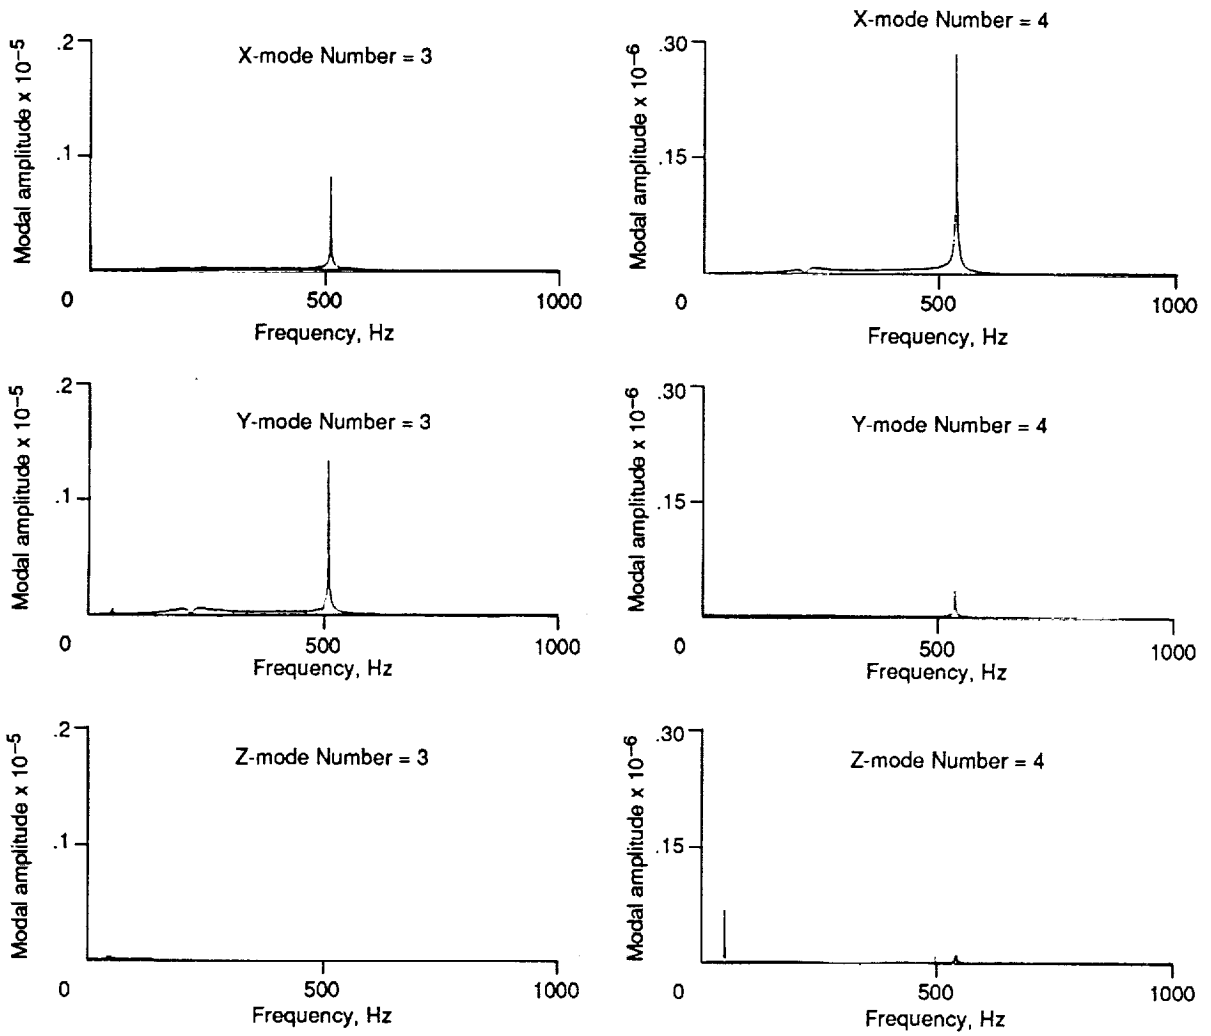 X-mode Number = 3
Modal amplitude x 10⁻⁵
.2
.1
0
500
1000
Frequency, Hz
X-mode Number = 4
Modal amplitude x 10⁻⁶
.30
.15
0
500
1000
Frequency, Hz
Y-mode Number = 3
Modal amplitude x 10⁻⁵
.2
.1
0
500
1000
Frequency, Hz
Y-mode Number = 4
Modal amplitude x 10⁻⁶
.30
.15
0
500
1000
Frequency, Hz
Z-mode Number = 3
Modal amplitude x 10⁻⁵
.2
.1
0
500
1000
Frequency, Hz
Z-mode Number = 4
Modal amplitude x 10⁻⁶
.30
.15
0
500
1000
Frequency, Hz